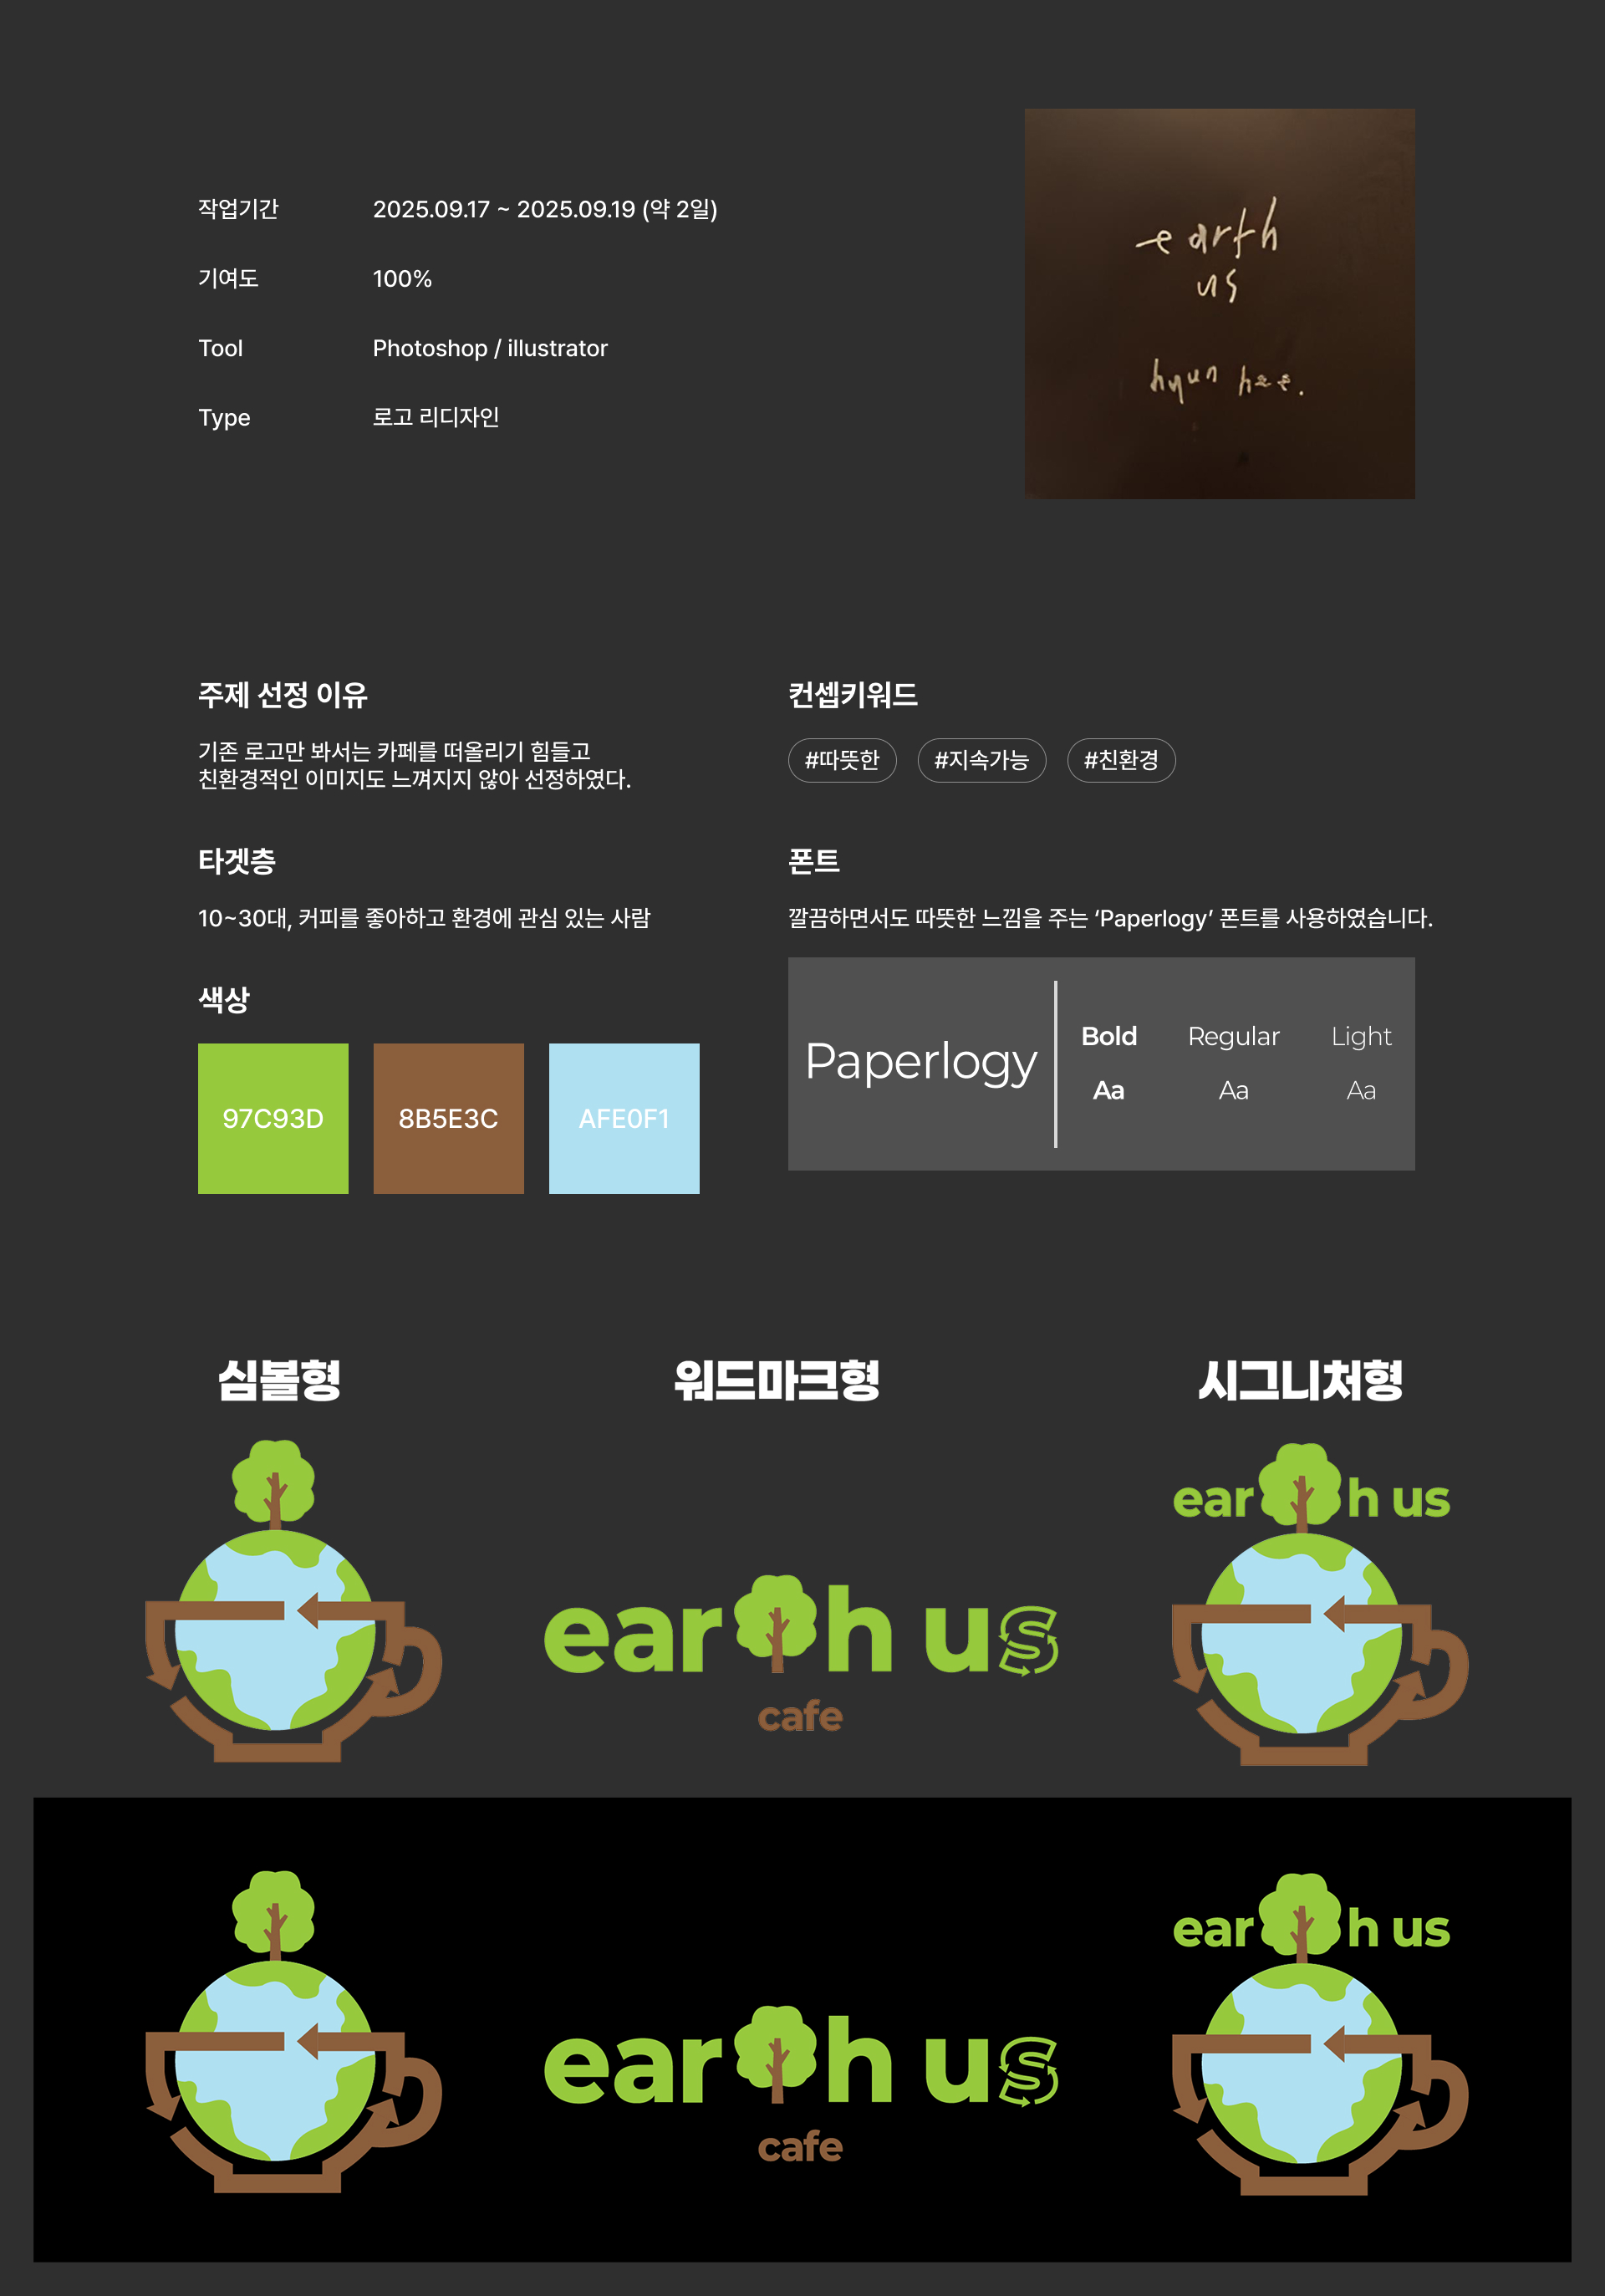 작업기간 2025.09.17 ~ 2025.09.19 (약 2일)
기여도 100%
Tool Photoshop / illustrator
Type 로고 리디자인
earth
us
hyun hee.
주제 선정 이유
기존 로고만 봐서는 카페를 떠올리기 힘들고
친환경적인 이미지도 느껴지지 않아 선정하였다.
컨셉키워드
#따뜻한 #지속가능 #친환경
타겟층
10~30대, 커피를 좋아하고 환경에 관심 있는 사람
폰트
깔끔하면서도 따뜻한 느낌을 주는 ‘Paperlogy’ 폰트를 사용하였습니다.
색상
97C93D 8B5E3C AFE0F1
Paperlogy
Bold Regular Light
Aa Aa Aa
심볼형 워드마크형 시그니처형
ear h us
cafe
ear h us
ear h us
cafe
ear h us